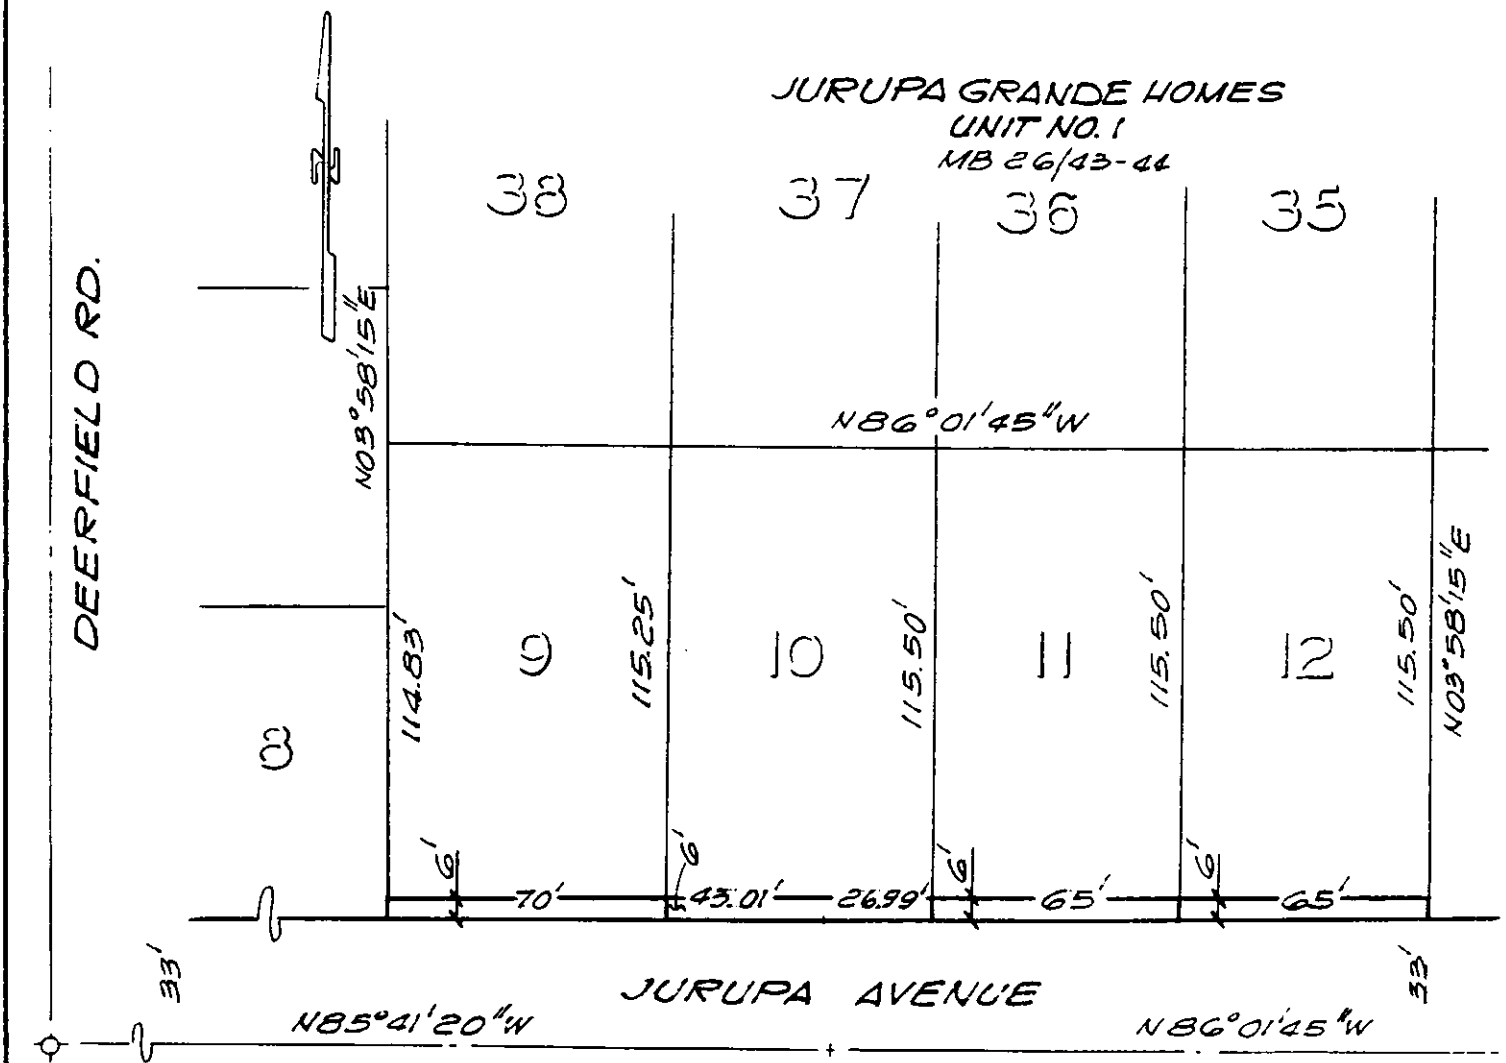 JURUPA GRANDE HOMES
UNIT NO. 1
MB 26/43-44
38
37
36
35
N
DEERFIELD RD.
N03°58'15"E
N86°01'45"W
9
10
11
12
8
114.83'
115.25'
115.50'
115.50'
115.50'
N03°58'15"E
6'
6'
6'
6'
70'
43.01'
26.99'
65'
65'
33'
33'
JURUPA AVENUE
N85°41'20"W
N86°01'45"W